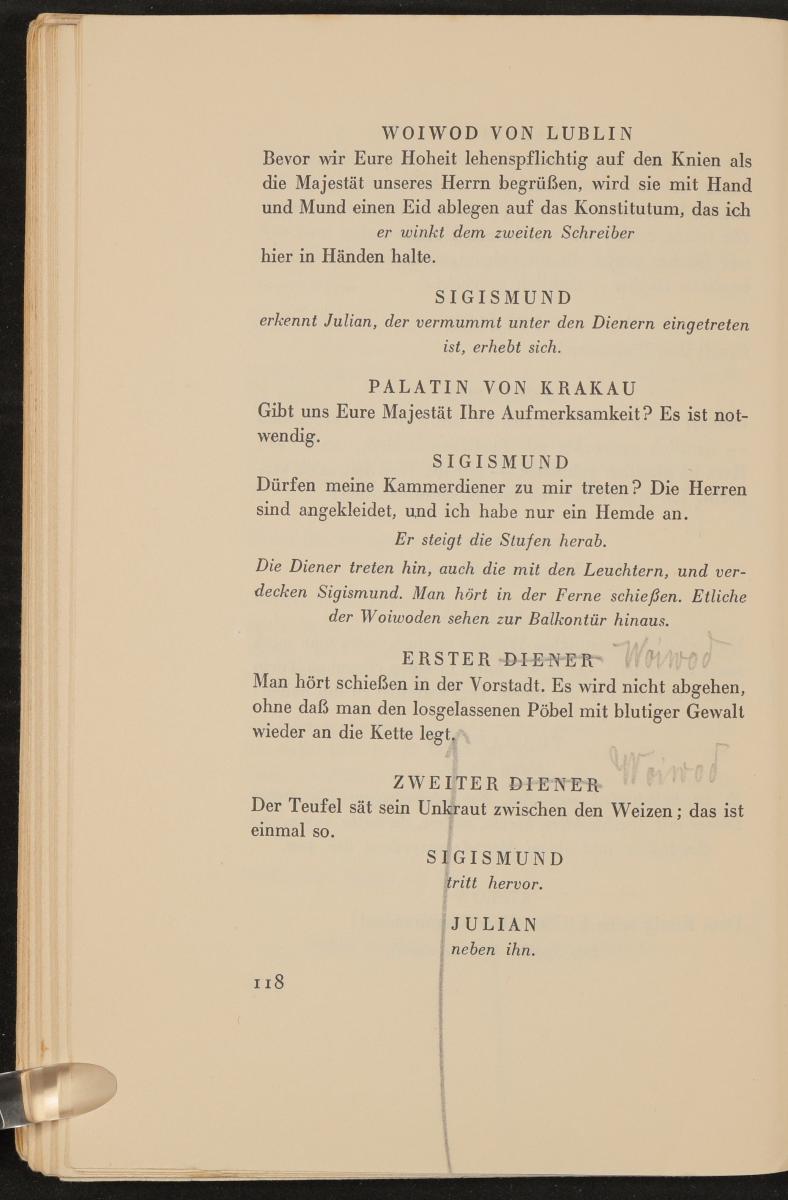 WOIWOD VON LUBLIN
Bevor wir Eure Hoheit lehenspflichtig auf den Knien als
die Majestät unseres Herrn begrüßen, wird sie mit Hand
und Mund einen Eid ablegen auf das Konstitutum, das ich
er winkt dem zweiten Schreiber
hier in Händen halte.
SIGISMUND
erkennt Julian, der vermummt unter den Dienern eingetreten
ist, erhebt sich.
PALATIN VON KRAKAU
Gibt uns Eure Majestät Ihre Aufmerksamkeit? Es ist not-
wendig.
SIGISMUND
Dürfen meine Kammerdiener zu mir treten? Die Herren
sind angekleidet, und ich habe nur ein Hemde an.
Er steigt die Stufen herab.
Die Diener treten hin, auch die mit den Leuchtern, und ver-
decken Sigismund. Man hört in der Ferne schießen. Etliche
der Woiwoden sehen zur Balkontür hinaus.
ERSTER DIENER Woiwod
Man hört schießen in der Vorstadt. Es wird nicht abgehen,
ohne daß man den losgelassenen Pöbel mit blutiger Gewalt
wieder an die Kette legt.
ZWEITER DIENER Woiwod
Der Teufel sät sein Unkraut zwischen den Weizen; das ist
einmal so.
SIGISMUND
tritt hervor.
JULIAN
neben ihn.
118